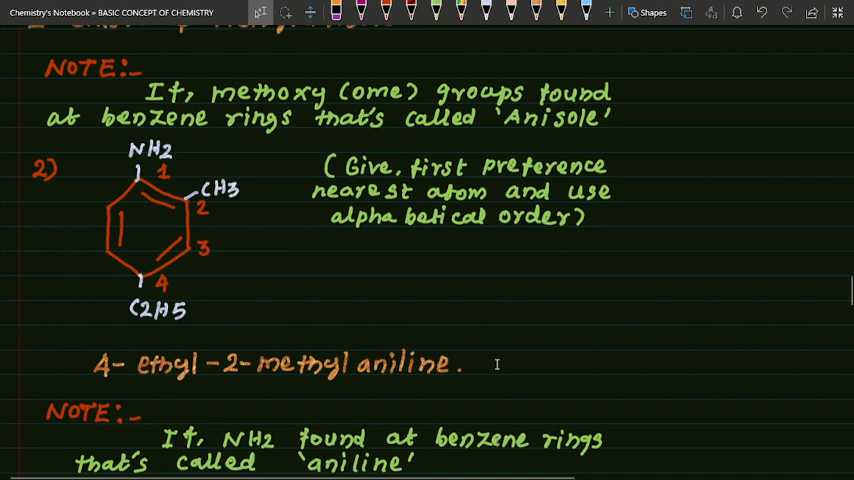 Chemistry's Notebook » BASIC CONCEPT OF CHEMISTRY
Shapes
NOTE:-
If, methoxy (ome) groups found
at benzene rings that's called 'Anisole'
2)
NH2
1
CH3
2
3
4
C2H5
(Give, first preference
nearest atom and use
alphabetical order)
4- ethyl -2- methyl aniline.
NOTE:-
If, NH2 found at benzene rings
that's called 'aniline'